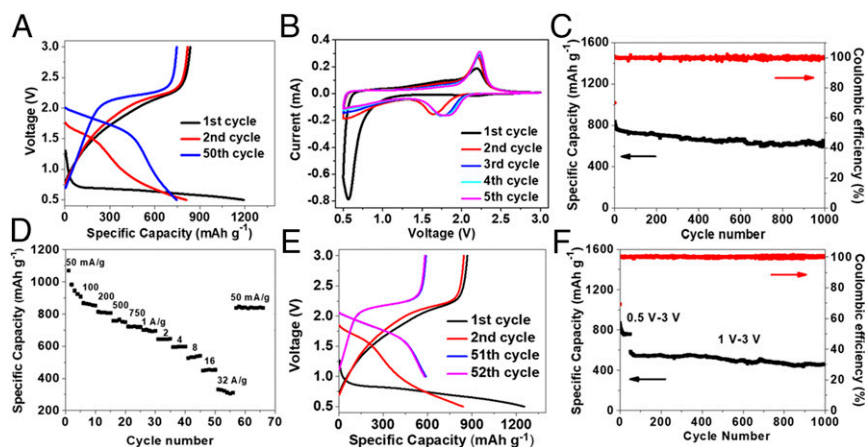 A
3.0
2.5
2.0
1.5
1.0
0.5
0 300 600 900 1200
Voltage (V)
Specific Capacity (mAh g⁻¹)
1st cycle
2nd cycle
50th cycle
B
0.4
0.2
0.0
-0.2
-0.4
-0.6
-0.8
0.5 1.0 1.5 2.0 2.5 3.0
Current (mA)
Voltage (V)
1st cycle
2nd cycle
3rd cycle
4th cycle
5th cycle
C
1600
1200
800
400
0
0 200 400 600 800 1000
100
80
60
40
20
0
Specific Capacity (mAh g⁻¹)
Cycle number
Coulombic efficiency (%)
D
1200
1000
800
600
400
200
0 10 20 30 40 50 60 70
Specific Capacity (mAh g⁻¹)
Cycle number
50 mA/g
100
200
500
750
1 A/g
2
4
8
16
32 A/g
50 mA/g
E
3.0
2.5
2.0
1.5
1.0
0.5
0 300 600 900 1200
Voltage (V)
Specific Capacity (mAh g⁻¹)
1st cycle
2nd cycle
51th cycle
52th cycle
F
1600
1200
800
400
0
0 200 400 600 800 1000
100
80
60
40
20
0
Specific Capacity (mAh g⁻¹)
Cycle Number
Coulombic efficiency (%)
0.5 V-3 V
1 V-3 V